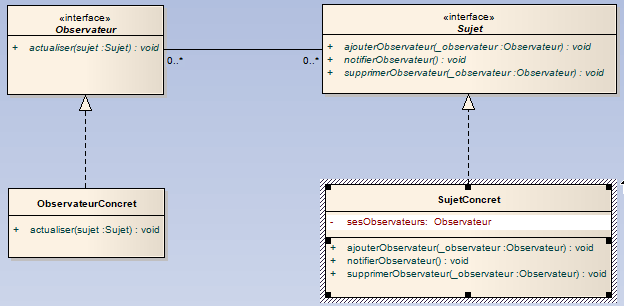 «interface»
Observateur
+ actualiser(sujet :Sujet) : void
0..*
0..*
«interface»
Sujet
+ ajouterObservateur(_observateur :Observateur) : void
+ notifierObservateur() : void
+ supprimerObservateur(_observateur :Observateur) : void
ObservateurConcret
+ actualiser(sujet :Sujet) : void
SujetConcret
- sesObservateurs: Observateur
+ ajouterObservateur(_observateur :Observateur) : void
+ notifierObservateur() : void
+ supprimerObservateur(_observateur :Observateur) : void